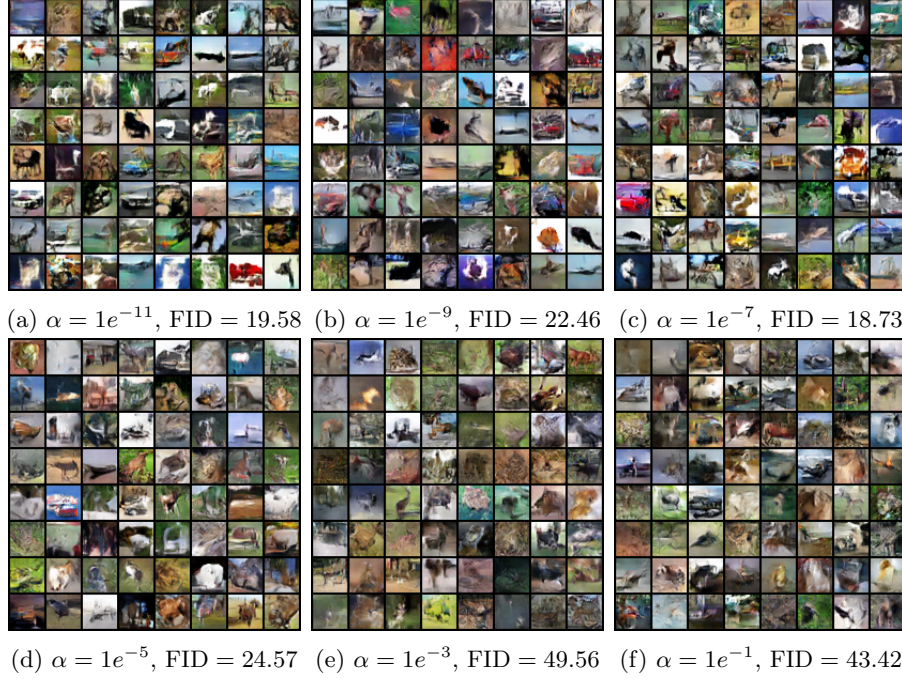 (a) α = 1e⁻¹¹, FID = 19.58 (b) α = 1e⁻⁹, FID = 22.46 (c) α = 1e⁻⁷, FID = 18.73
(d) α = 1e⁻⁵, FID = 24.57 (e) α = 1e⁻³, FID = 49.56 (f) α = 1e⁻¹, FID = 43.42